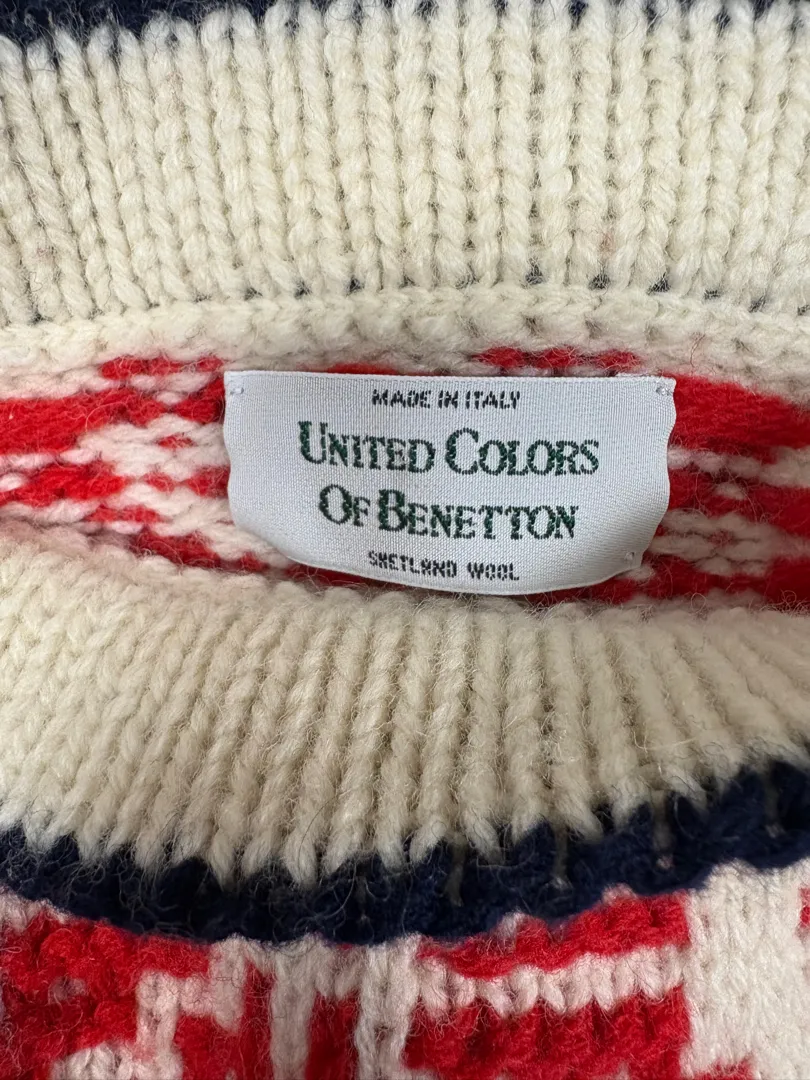 MADE IN ITALY
UNITED COLORS
OF BENETTON
SHETLAND WOOL